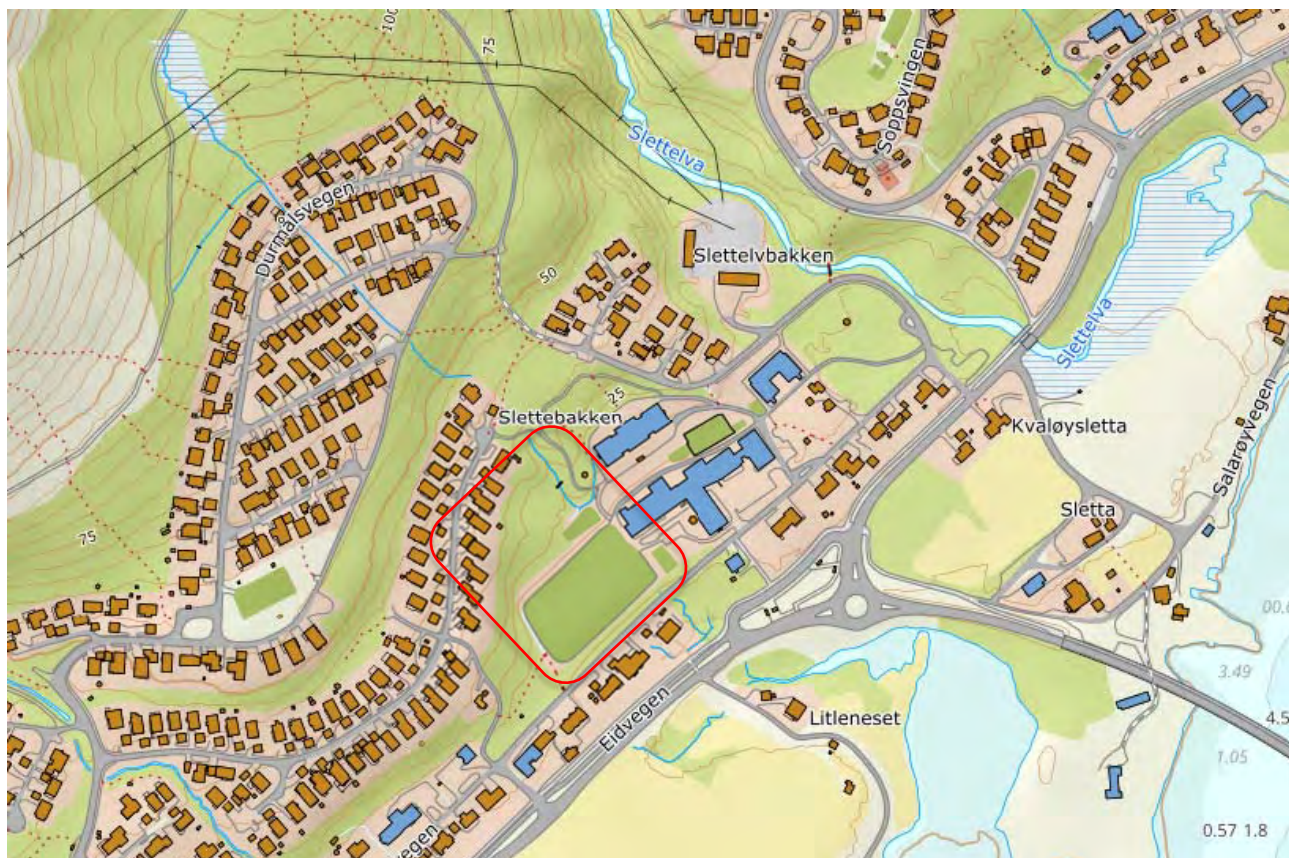 100
75
Slettelva
Soppsvingen
Durmålsvegen
50
Slettelvbakken
Slettelva
25
Slettebakken
Kvaløysletta
Salarøyvegen
Sletta
75
3.49
Litleneset
Eidvegen
4.5
1.05
0.57 1.8
vegen